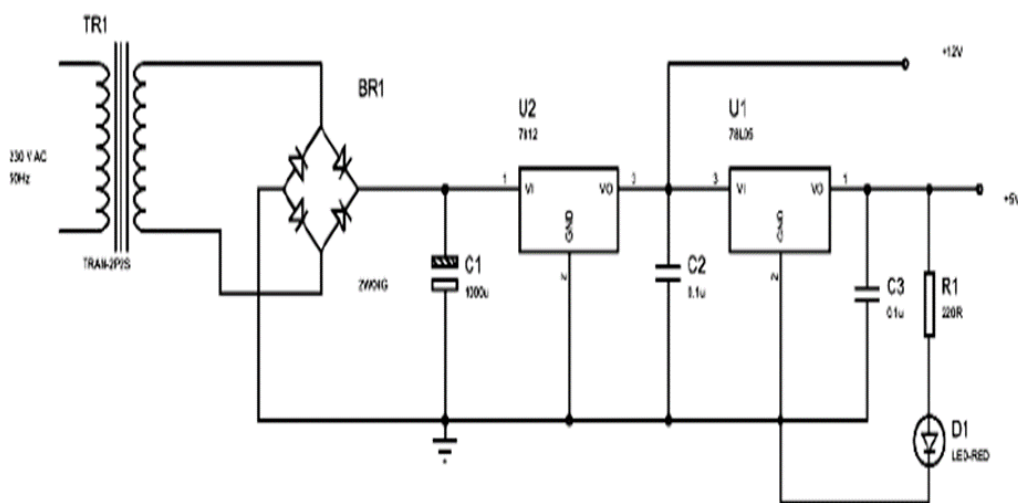 TR1
230 V AC
50Hz
TRAN-2P2S
BR1
2W04G
C1
1000u
U2
7812
1
VI
VO
3
GND
2
C2
0.1u
+12V
U1
78L05
3
VI
VO
1
GND
2
C3
0.1u
R1
220R
+5V
D1
LED-RED